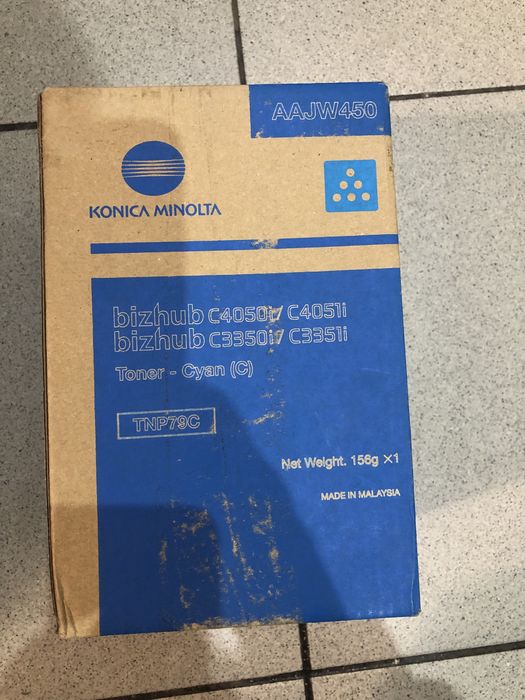 AAJW450
KONICA MINOLTA
bizhub C4050i/ C4051i
bizhub C3350i/ C3351i
Toner - Cyan (C)
TNP79C
Net Weight. 156g ×1
MADE IN MALAYSIA